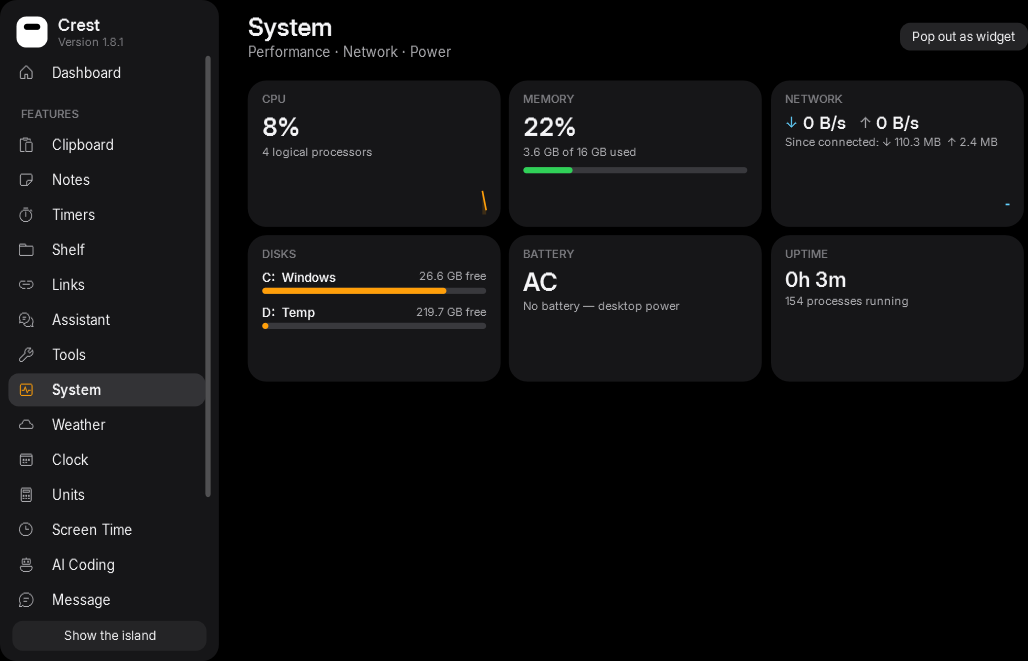 Crest
Version 1.8.1
Dashboard
FEATURES
Clipboard
Notes
Timers
Shelf
Links
Assistant
Tools
System
Weather
Clock
Units
Screen Time
AI Coding
Message
Show the island
System
Performance · Network · Power
Pop out as widget
CPU
8%
4 logical processors
MEMORY
22%
3.6 GB of 16 GB used
NETWORK
↓ 0 B/s ↑ 0 B/s
Since connected: ↓ 110.3 MB ↑ 2.4 MB
DISKS
C: Windows 26.6 GB free
D: Temp 219.7 GB free
BATTERY
AC
No battery — desktop power
UPTIME
0h 3m
154 processes running